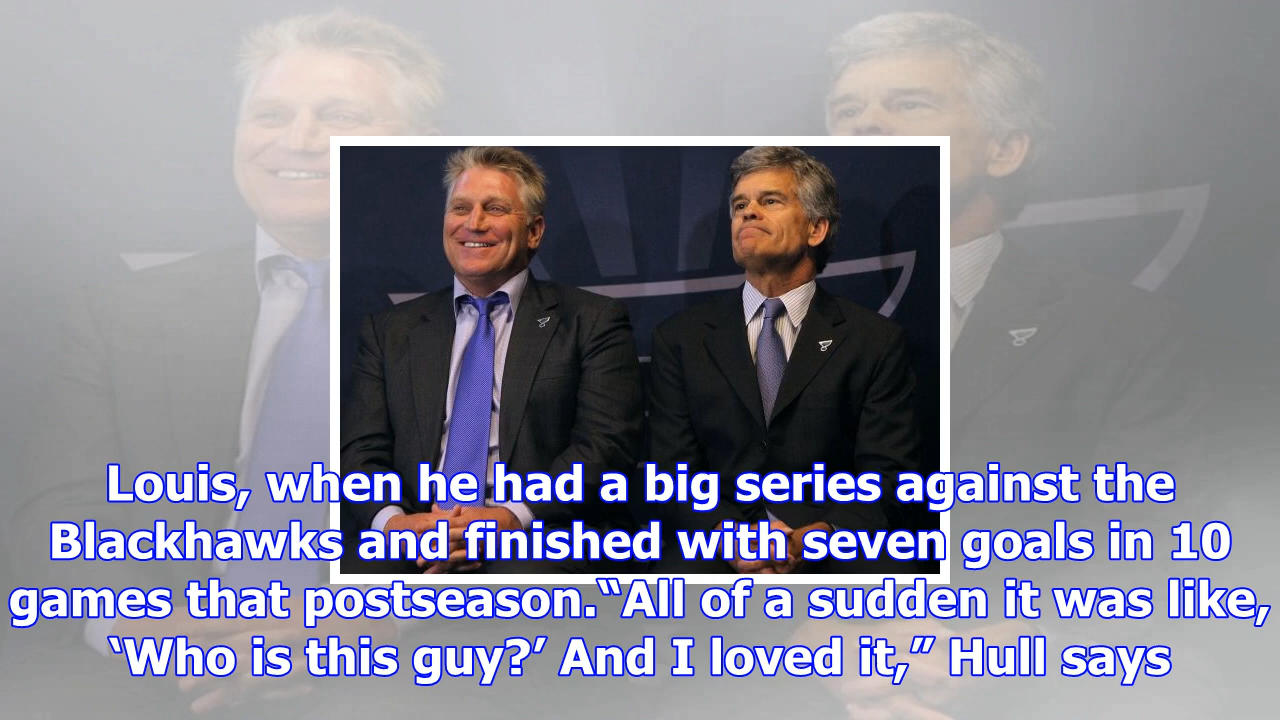 Louis, when he had a big series against the
Blackhawks and finished with seven goals in 10
games that postseason.“All of a sudden it was like,
‘Who is this guy?’ And I loved it,” Hull says